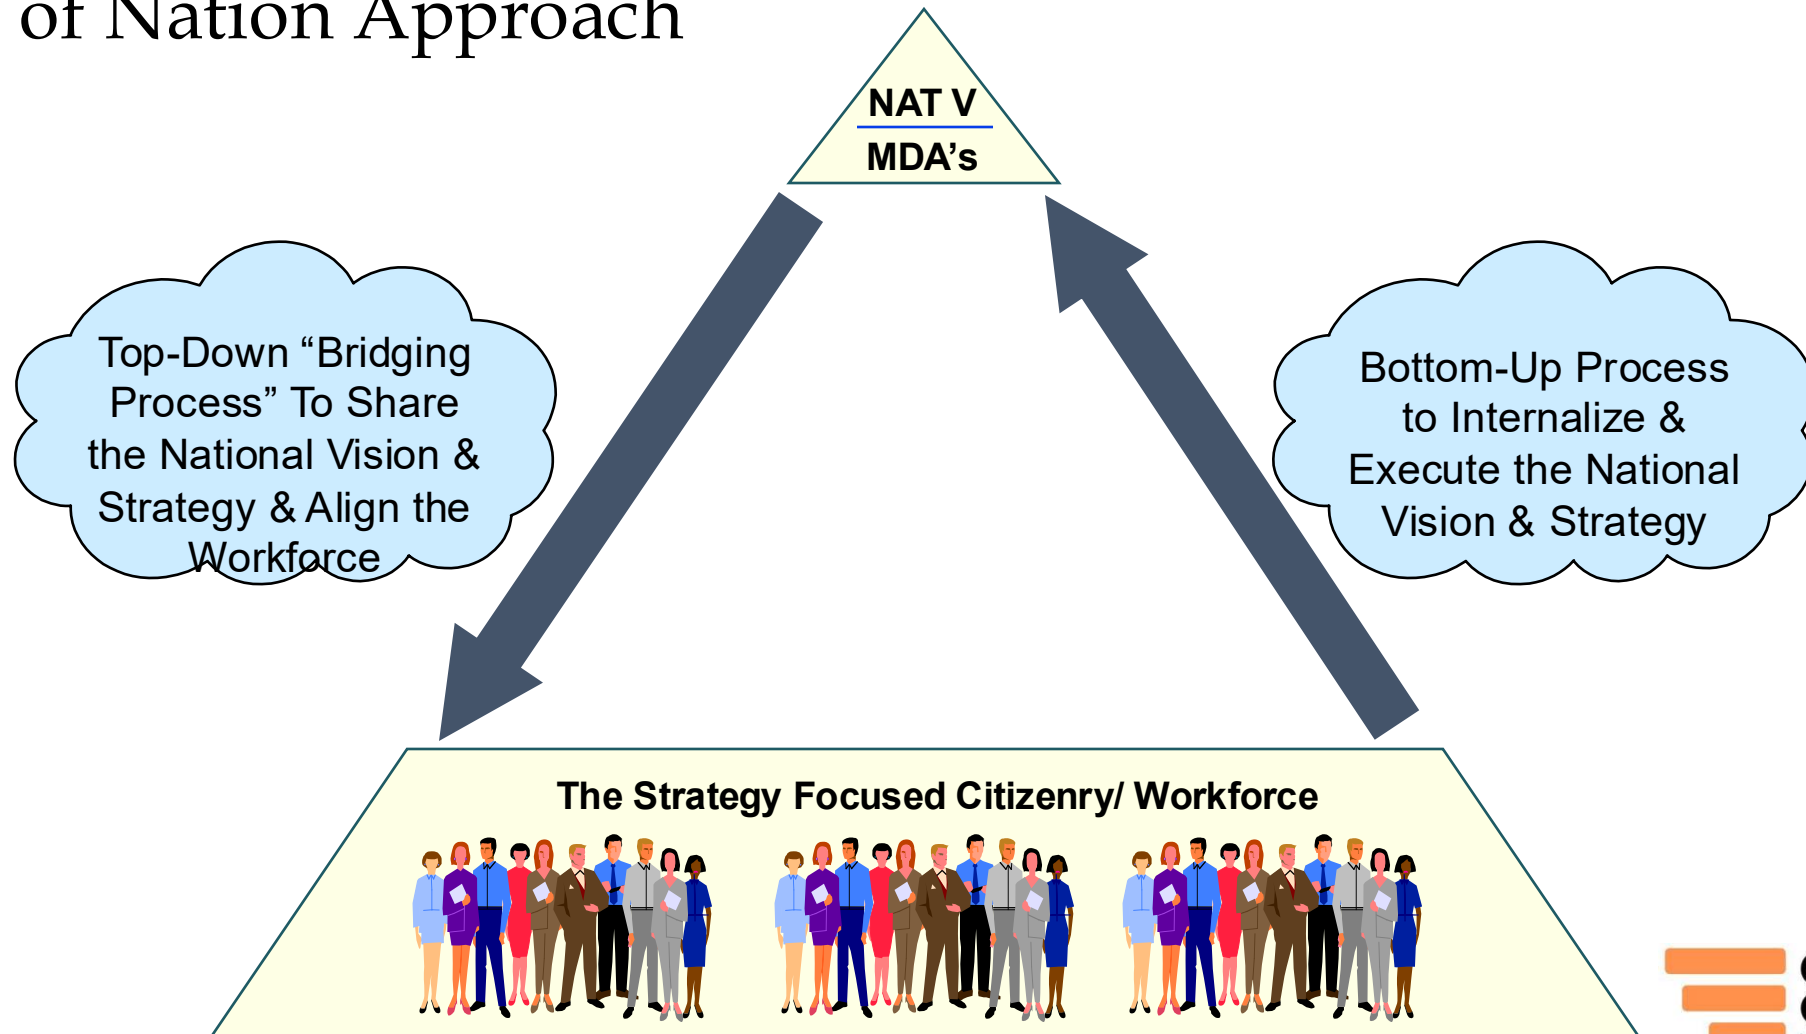 of Nation Approach
NAT V
MDA’s
Top-Down “Bridging
Process” To Share
the National Vision &
Strategy & Align the
Workforce
Bottom-Up Process
to Internalize &
Execute the National
Vision & Strategy
The Strategy Focused Citizenry/ Workforce